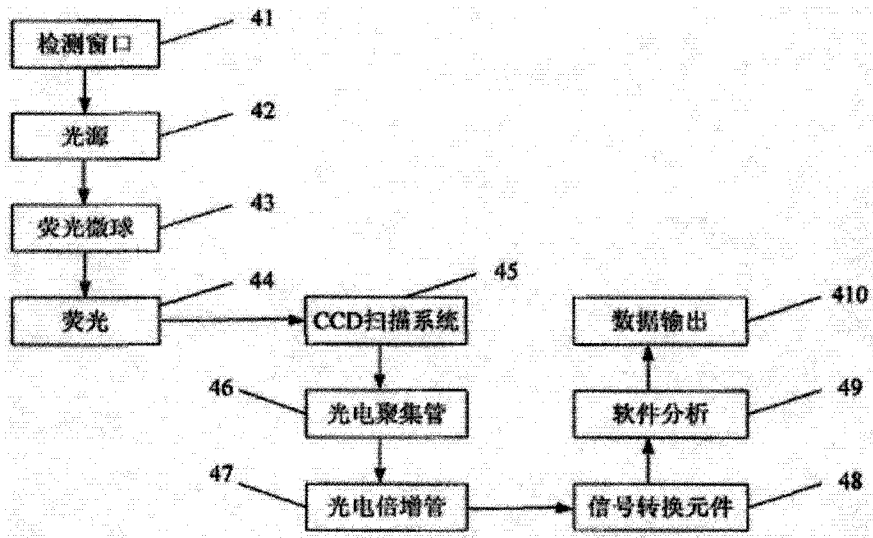 检测窗口
41
光源
42
荧光微球
43
荧光
44
CCD扫描系统
45
光电聚集管
46
光电倍增管
47
信号转换元件
48
软件分析
49
数据输出
410